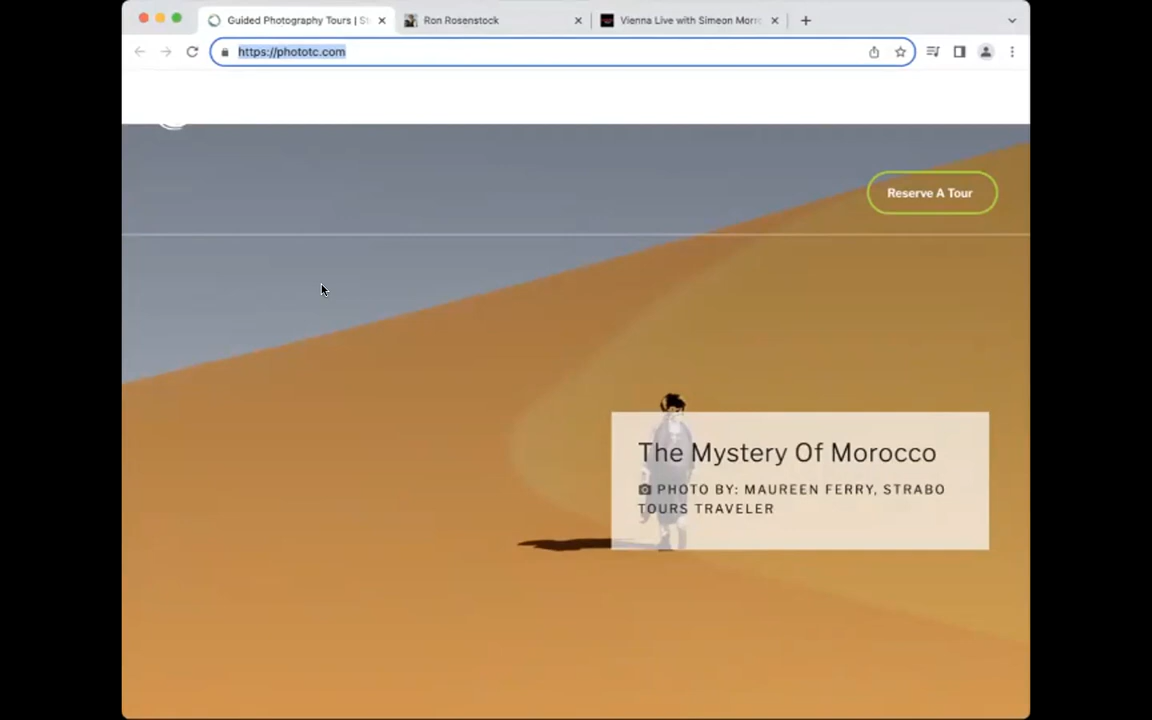 Guided Photography Tours | St
Ron Rosenstock
Vienna Live with Simeon Morr
https://phototc.com
Reserve A Tour
The Mystery Of Morocco
PHOTO BY: MAUREEN FERRY, STRABO
TOURS TRAVELER